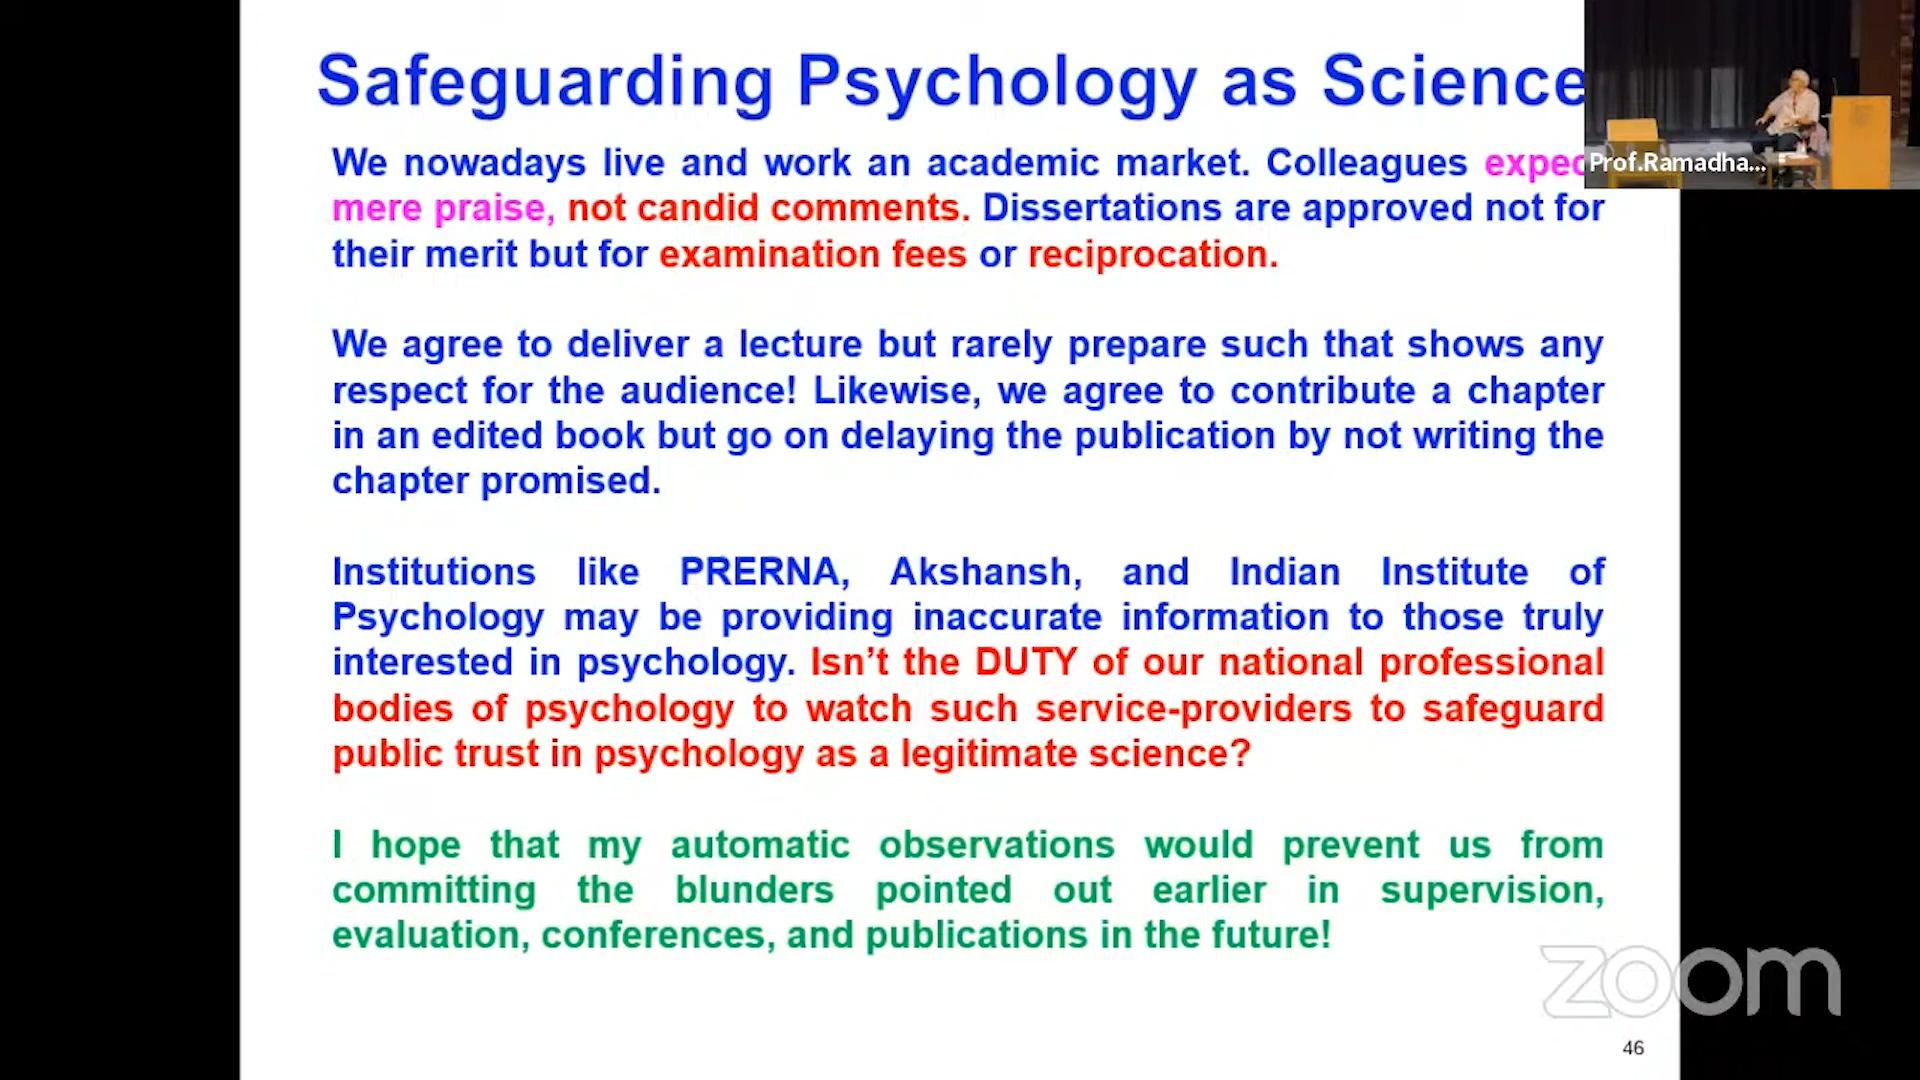 Safeguarding Psychology as Science
We nowadays live and work an academic market. Colleagues expec
mere praise, not candid comments. Dissertations are approved not for
their merit but for examination fees or reciprocation.
We agree to deliver a lecture but rarely prepare such that shows any
respect for the audience! Likewise, we agree to contribute a chapter
in an edited book but go on delaying the publication by not writing the
chapter promised.
Institutions like PRERNA, Akshansh, and Indian Institute of
Psychology may be providing inaccurate information to those truly
interested in psychology. Isn't the DUTY of our national professional
bodies of psychology to watch such service-providers to safeguard
public trust in psychology as a legitimate science?
I hope that my automatic observations would prevent us from
committing the blunders pointed out earlier in supervision,
evaluation, conferences, and publications in the future!
Prof.Ramadha...
zoom
46